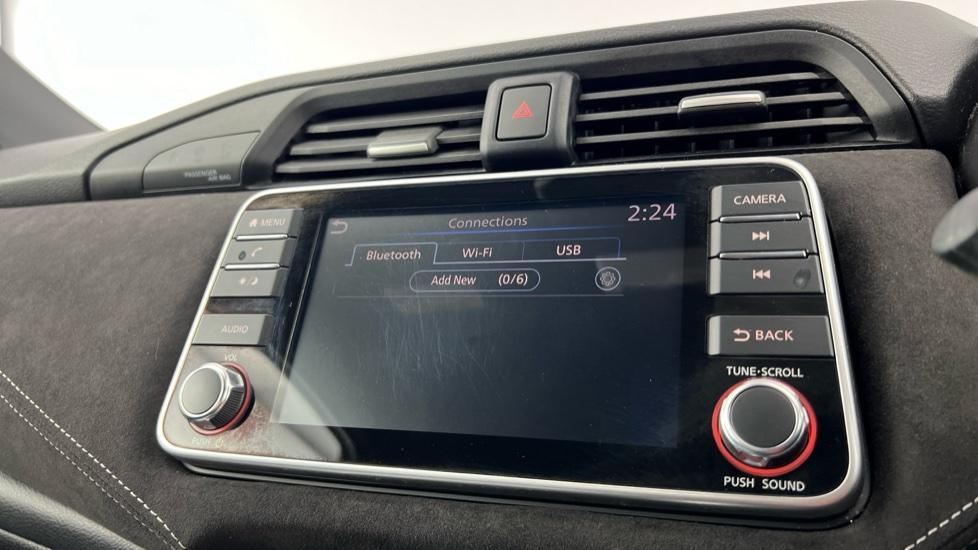 PASSENGER
AIR BAG
MENU
AUDIO
VOL
PUSH
Connections
2:24
Bluetooth
Wi-Fi
USB
Add New (0/6)
CAMERA
BACK
TUNE·SCROLL
PUSH SOUND